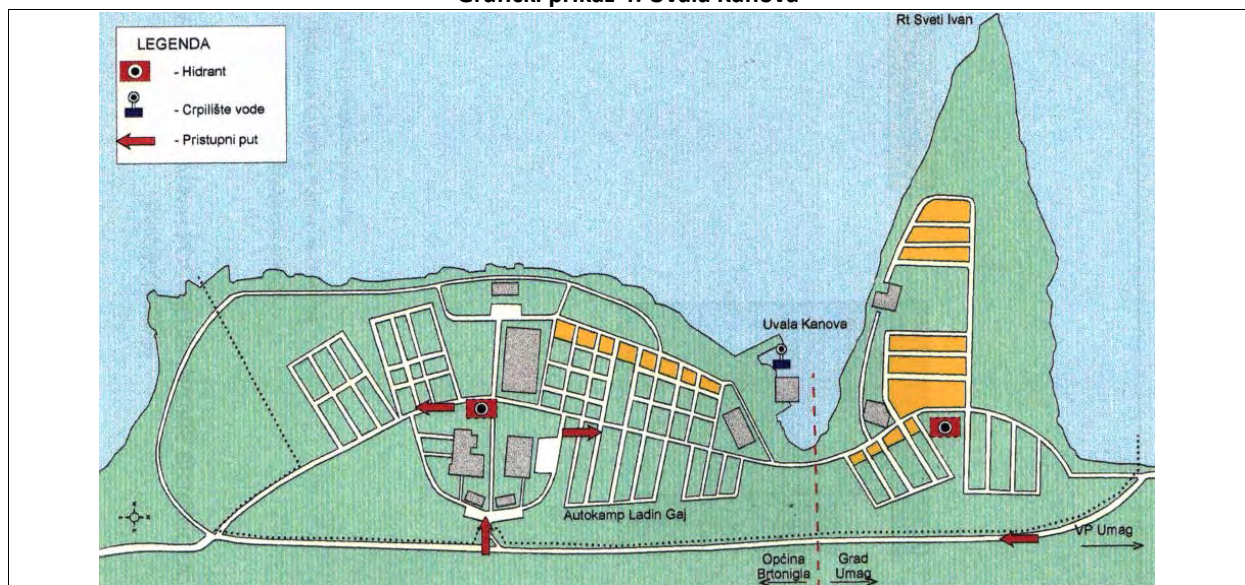 Grafički prikaz 1. Uvala Kanova
LEGENDA
- Hidrant
- Crpilište vode
- Pristupni put
Rt Sveti Ivan
Uvala Kanova
Autokamp Ladin Gaj
VP Umag
Općina
Brtonigla
Grad
Umag